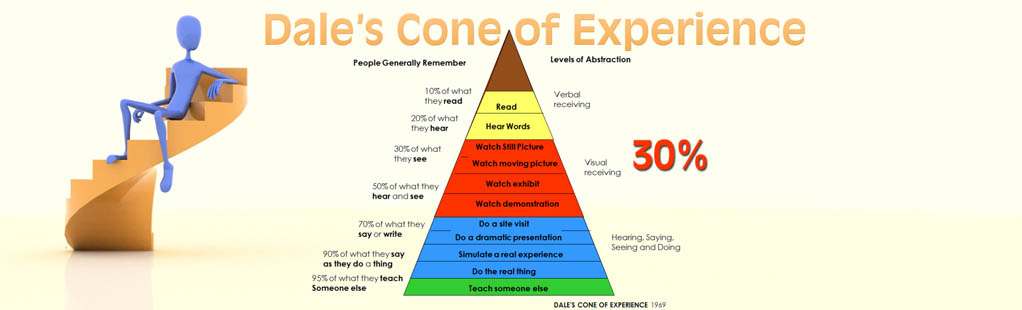 Dale's Cone of Experience
People Generally Remember
Levels of Abstraction
10% of what
they read
20% of what
they hear
30% of what
they see
50% of what they
hear and see
70% of what they
say or write
90% of what they say
as they do a thing
95% of what they teach
Someone else
Read
Hear Words
Watch Still Picture
Watch moving picture
Watch exhibit
Watch demonstration
Do a site visit
Do a dramatic presentation
Simulate a real experience
Do the real thing
Teach someone else
Verbal
receiving
Visual
receiving
30%
Hearing, Saying,
Seeing and Doing
DALE'S CONE OF EXPERIENCE 1969